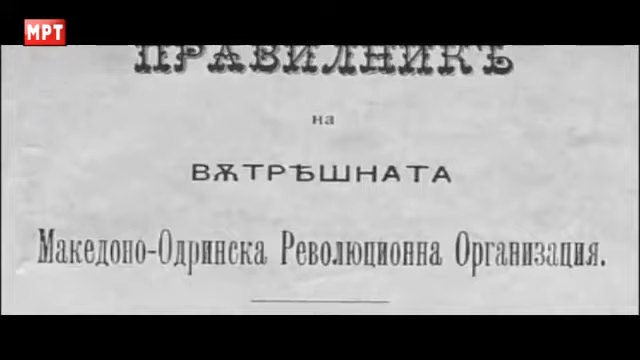 МРТ
ПРАВИЛНИКЪ
на
ВѪТРѢШНАТА
Македоно-Одринска Революционна Организация.